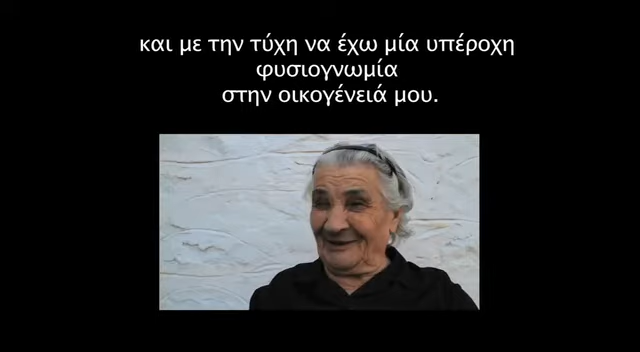 και με την τύχη να έχω μία υπέροχη
φυσιογνωμία
στην οικογένειά μου.